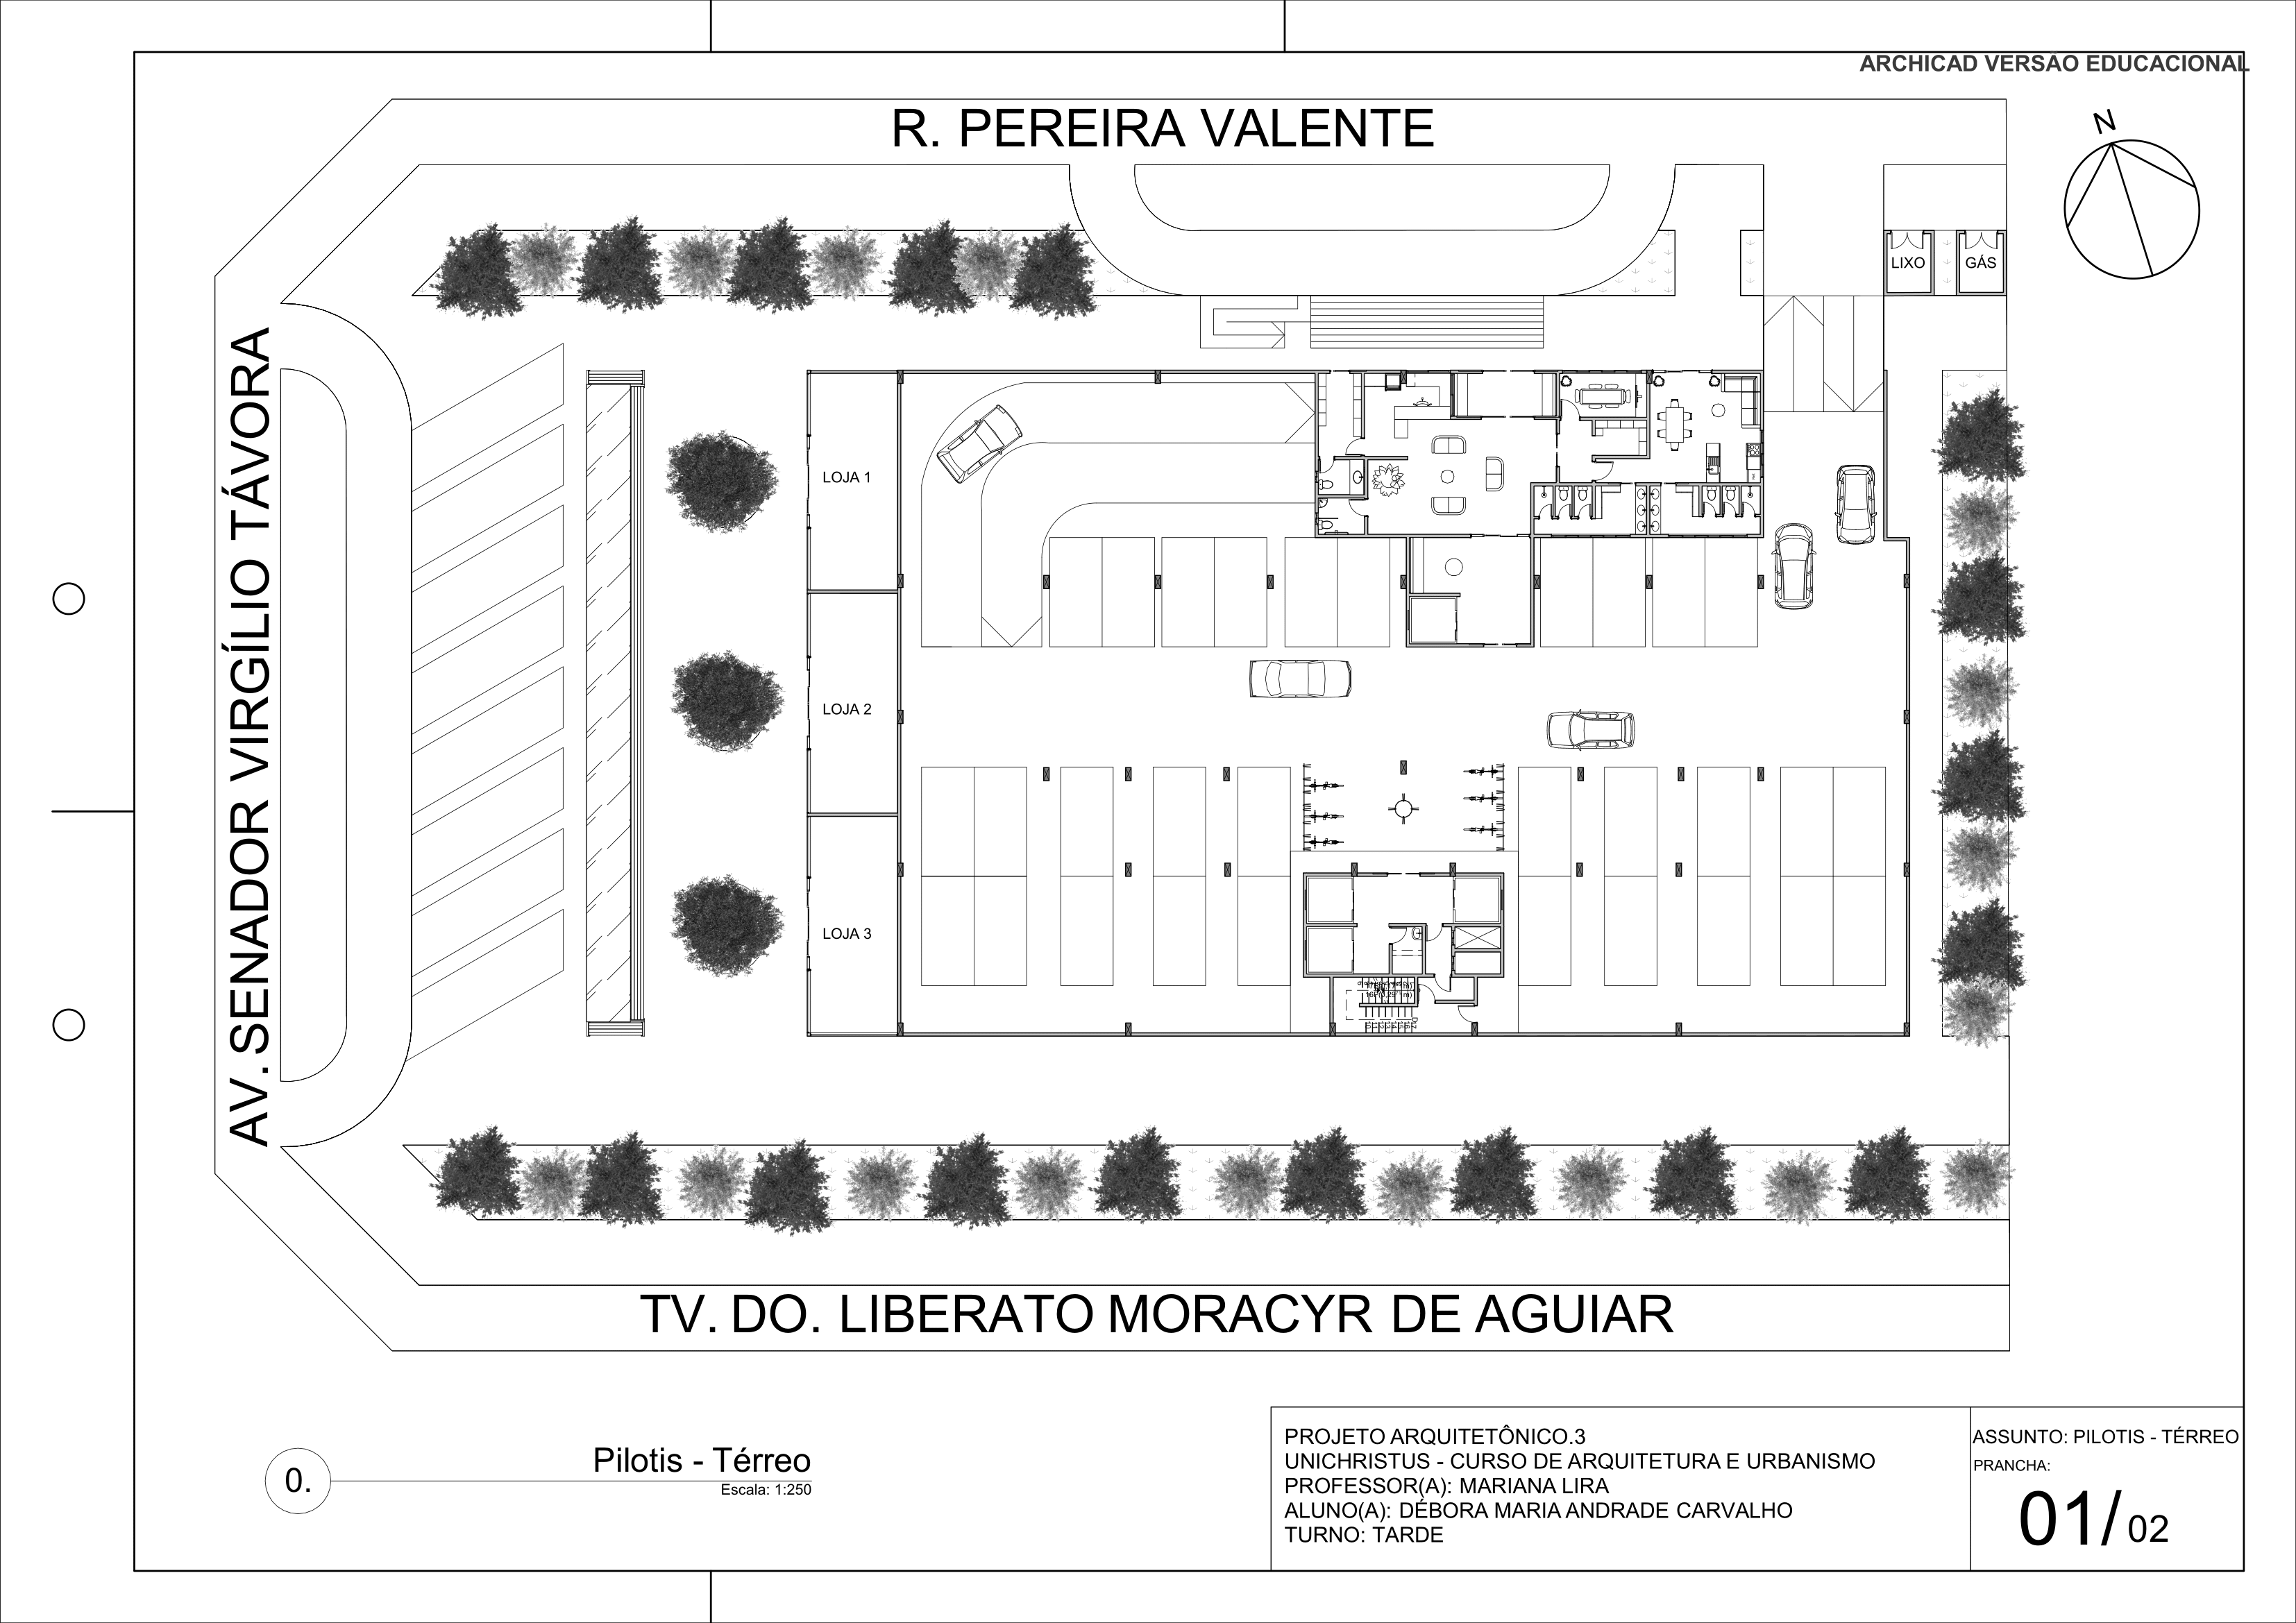 ARCHICAD VERSÃO EDUCACIONAL
R. PEREIRA VALENTE
N
LIXO
GÁS
AV. SENADOR VIRGÍLIO TÁVORA
LOJA 1
LOJA 2
LOJA 3
TV. DO. LIBERATO MORACYR DE AGUIAR
0.
Pilotis - Térreo
Escala: 1:250
PROJETO ARQUITETÔNICO.3
UNICHRISTUS - CURSO DE ARQUITETURA E URBANISMO
PROFESSOR(A): MARIANA LIRA
ALUNO(A): DÉBORA MARIA ANDRADE CARVALHO
TURNO: TARDE
ASSUNTO: PILOTIS - TÉRREO
PRANCHA:
01/02